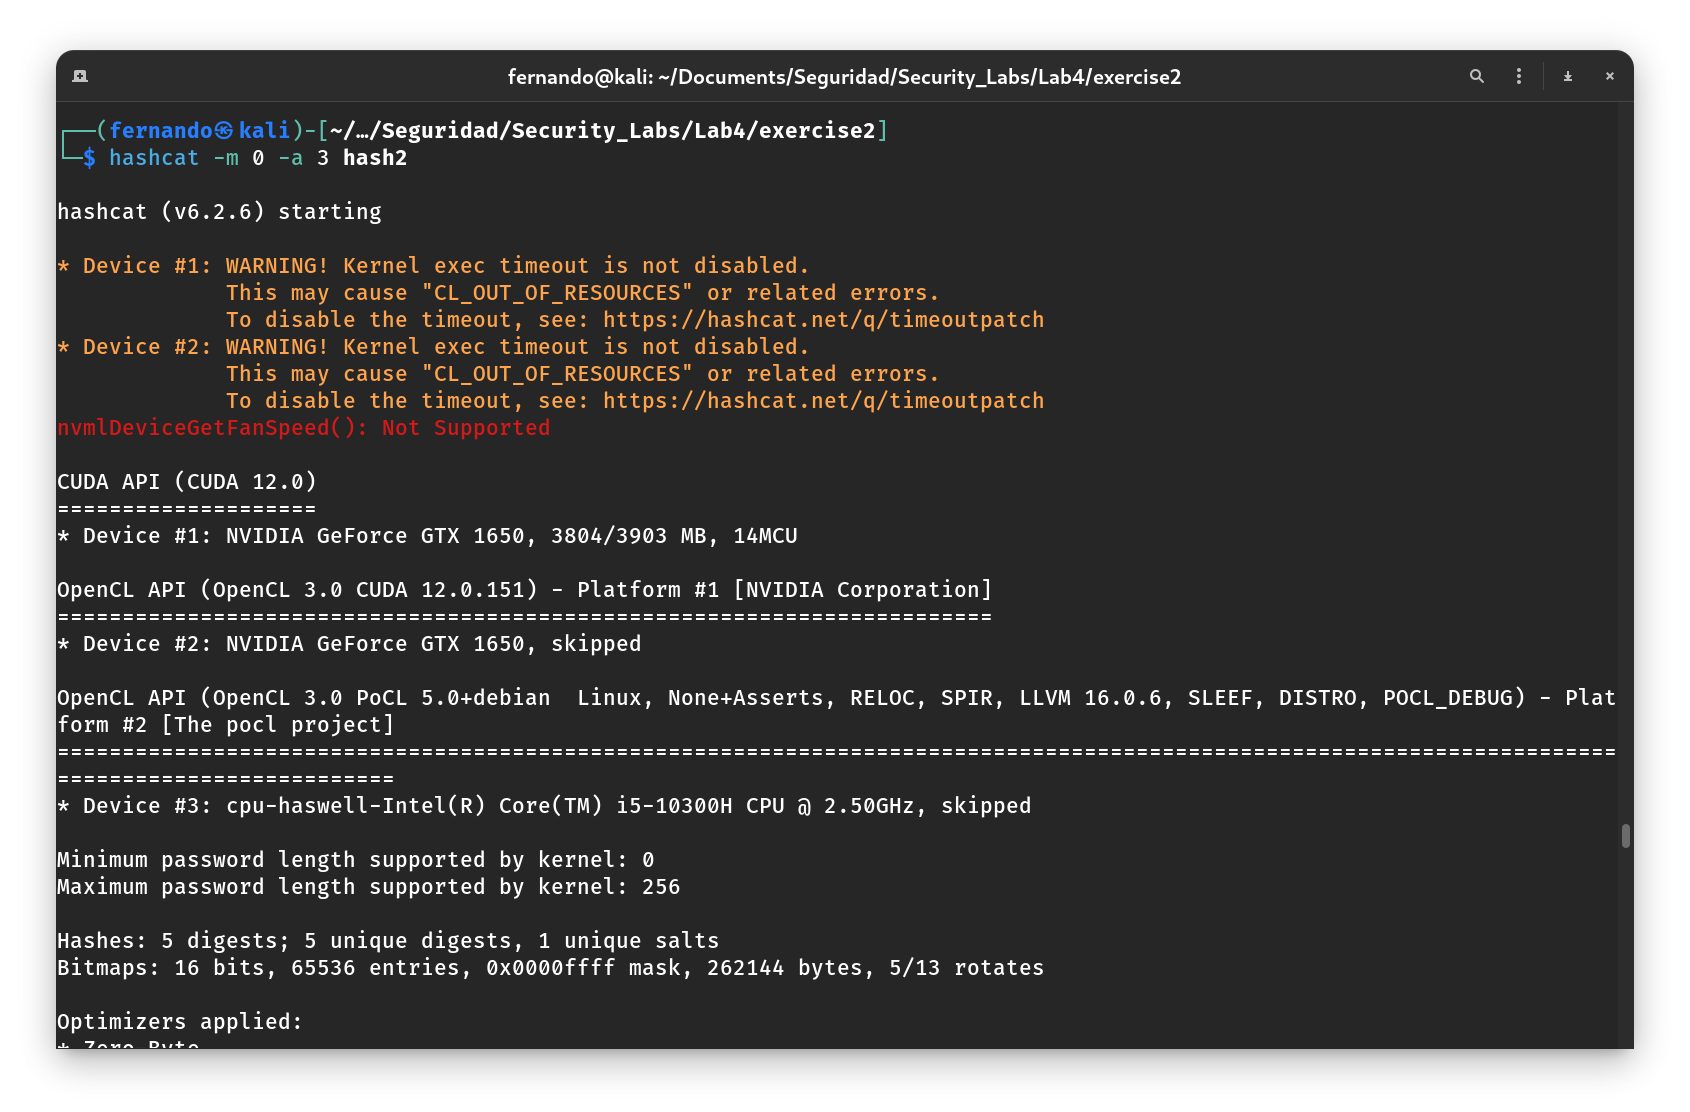 fernando@kali: ~/Documents/Seguridad/Security_Labs/Lab4/exercise2
┌──(fernando㉿kali)-[~/…/Seguridad/Security_Labs/Lab4/exercise2]
└─$ hashcat -m 0 -a 3 hash2
hashcat (v6.2.6) starting
* Device #1: WARNING! Kernel exec timeout is not disabled.
This may cause "CL_OUT_OF_RESOURCES" or related errors.
To disable the timeout, see: https://hashcat.net/q/timeoutpatch
* Device #2: WARNING! Kernel exec timeout is not disabled.
This may cause "CL_OUT_OF_RESOURCES" or related errors.
To disable the timeout, see: https://hashcat.net/q/timeoutpatch
nvmlDeviceGetFanSpeed(): Not Supported
CUDA API (CUDA 12.0)
====================
* Device #1: NVIDIA GeForce GTX 1650, 3804/3903 MB, 14MCU
OpenCL API (OpenCL 3.0 CUDA 12.0.151) - Platform #1 [NVIDIA Corporation]
========================================================================
* Device #2: NVIDIA GeForce GTX 1650, skipped
OpenCL API (OpenCL 3.0 PoCL 5.0+debian  Linux, None+Asserts, RELOC, SPIR, LLVM 16.0.6, SLEEF, DISTRO, POCL_DEBUG) - Plat
form #2 [The pocl project]
========================================================================================================================
==========================
* Device #3: cpu-haswell-Intel(R) Core(TM) i5-10300H CPU @ 2.50GHz, skipped
Minimum password length supported by kernel: 0
Maximum password length supported by kernel: 256
Hashes: 5 digests; 5 unique digests, 1 unique salts
Bitmaps: 16 bits, 65536 entries, 0x0000ffff mask, 262144 bytes, 5/13 rotates
Optimizers applied:
* Zero-Byte